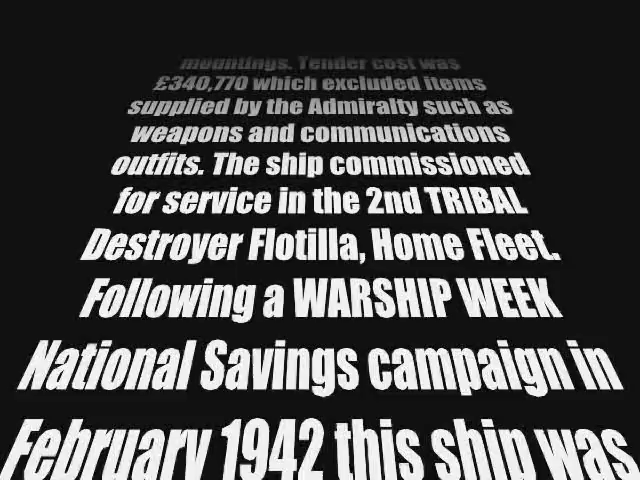 mountings. Tender cost was
£340,770 which excluded items
supplied by the Admiralty such as
weapons and communications
outfits. The ship commissioned
for service in the 2nd TRIBAL
Destroyer Flotilla, Home Fleet.
Following a WARSHIP WEEK
National Savings campaign in
February 1942 this ship was